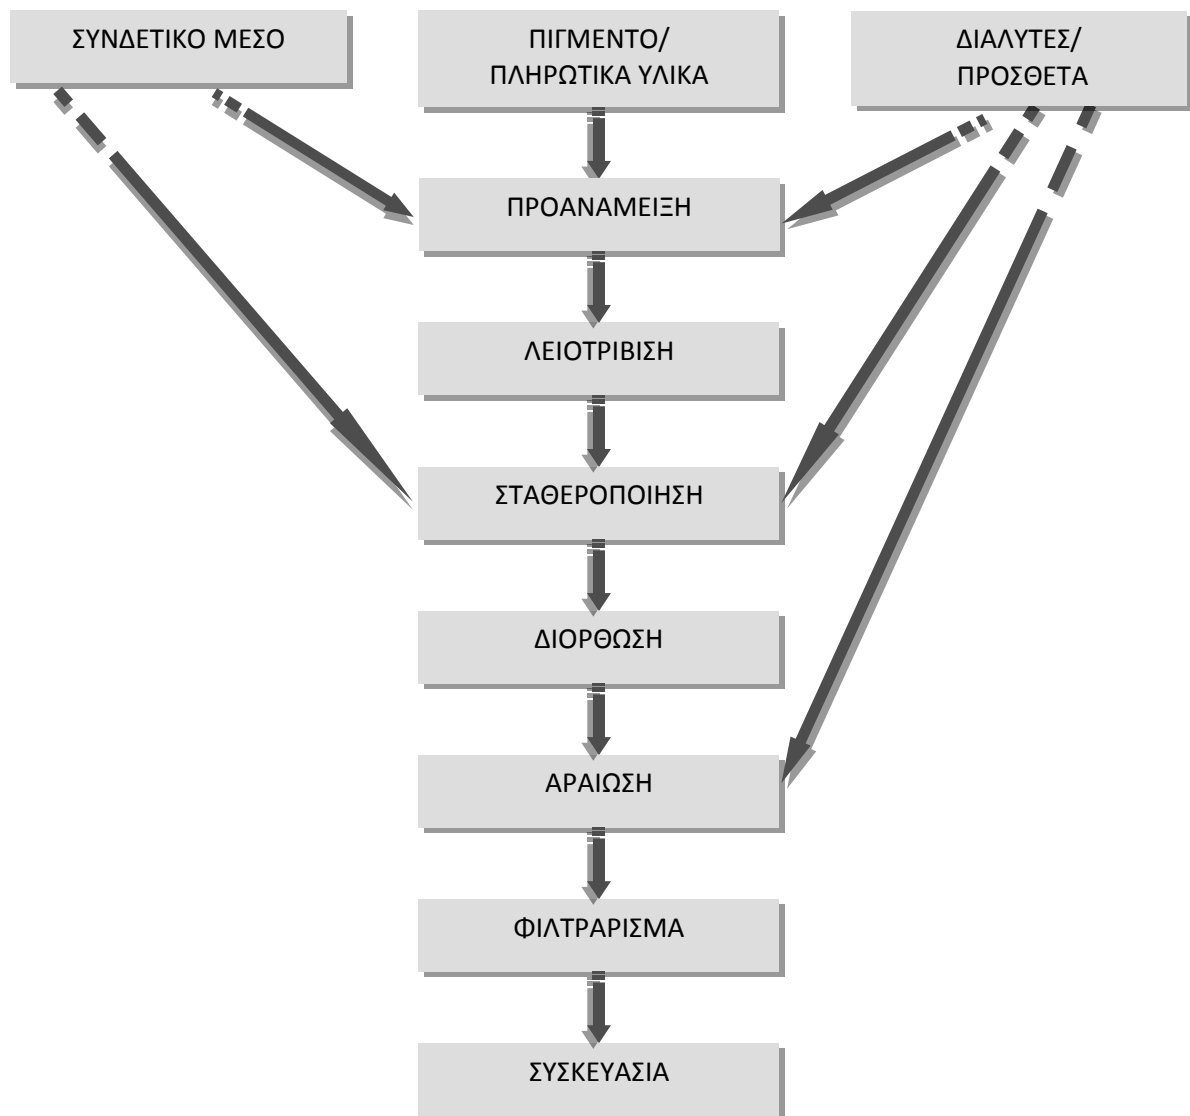 ΣΥΝΔΕΤΙΚΟ ΜΕΣΟ
ΠΙΓΜΕΝΤΟ/
ΠΛΗΡΩΤΙΚΑ ΥΛΙΚΑ
ΔΙΑΛΥΤΕΣ/
ΠΡΟΣΘΕΤΑ
ΠΡΟΑΝΑΜΕΙΞΗ
ΛΕΙΟΤΡΙΒΙΣΗ
ΣΤΑΘΕΡΟΠΟΙΗΣΗ
ΔΙΟΡΘΩΣΗ
ΑΡΑΙΩΣΗ
ΦΙΛΤΡΑΡΙΣΜΑ
ΣΥΣΚΕΥΑΣΙΑ